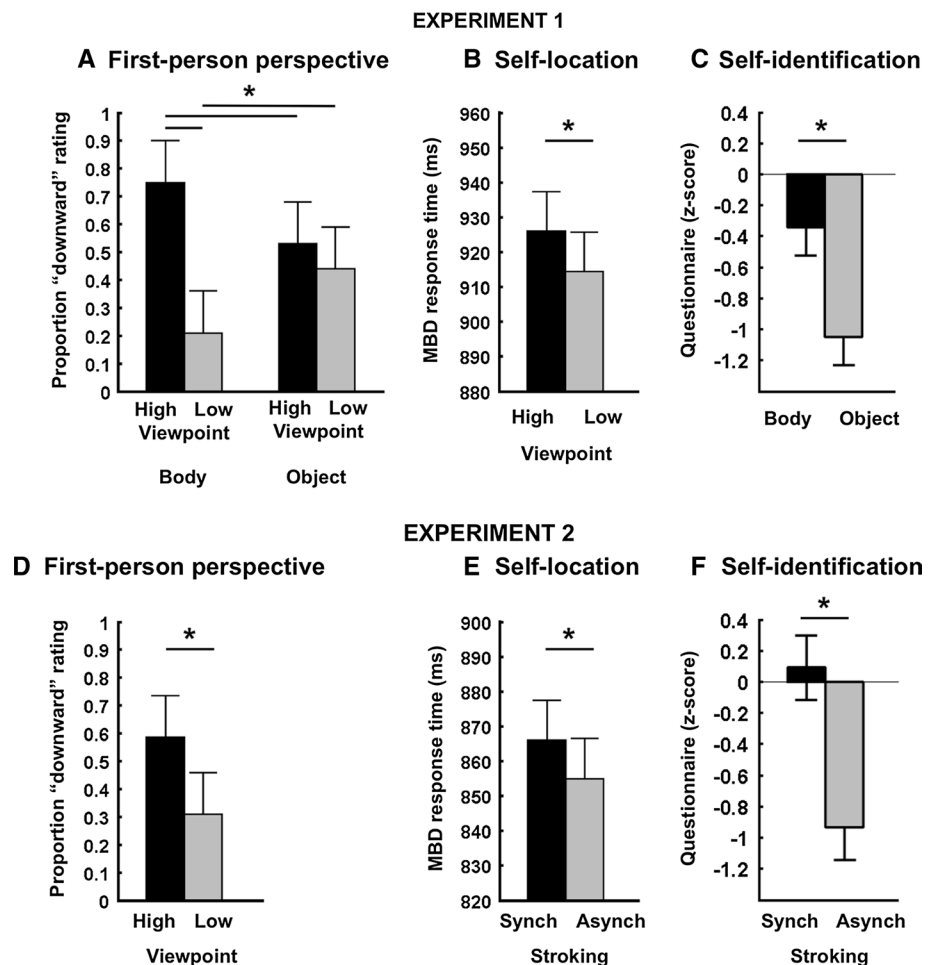 EXPERIMENT 1
A First-person perspective
Proportion “downward” rating
1
0.9
0.8
0.7
0.6
0.5
0.4
0.3
0.2
0.1
0
*
High Low
Viewpoint
Body
High Low
Viewpoint
Object
B Self-location
MBD response time (ms)
960
950
940
930
920
910
900
890
880
*
High Low
Viewpoint
C Self-identification
Questionnaire (z-score)
0.4
0.2
0
-0.2
-0.4
-0.6
-0.8
-1
-1.2
*
Body Object
EXPERIMENT 2
D First-person perspective
Proportion “downward” rating
1
0.9
0.8
0.7
0.6
0.5
0.4
0.3
0.2
0.1
0
*
High Low
Viewpoint
E Self-location
MBD response time (ms)
900
890
880
870
860
850
840
830
820
*
Synch Asynch
Stroking
F Self-identification
Questionnaire (z-score)
0.4
0.2
0
-0.2
-0.4
-0.6
-0.8
-1
-1.2
*
Synch Asynch
Stroking